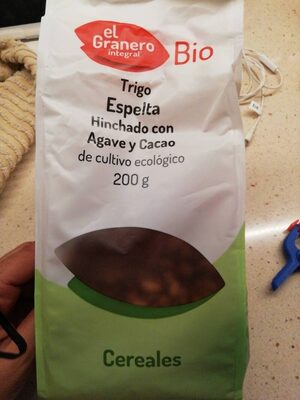 el
Granero
integral
Bio
Trigo
Espelta
Hinchado con
Agave y Cacao
de cultivo ecológico
200 g
Cereales